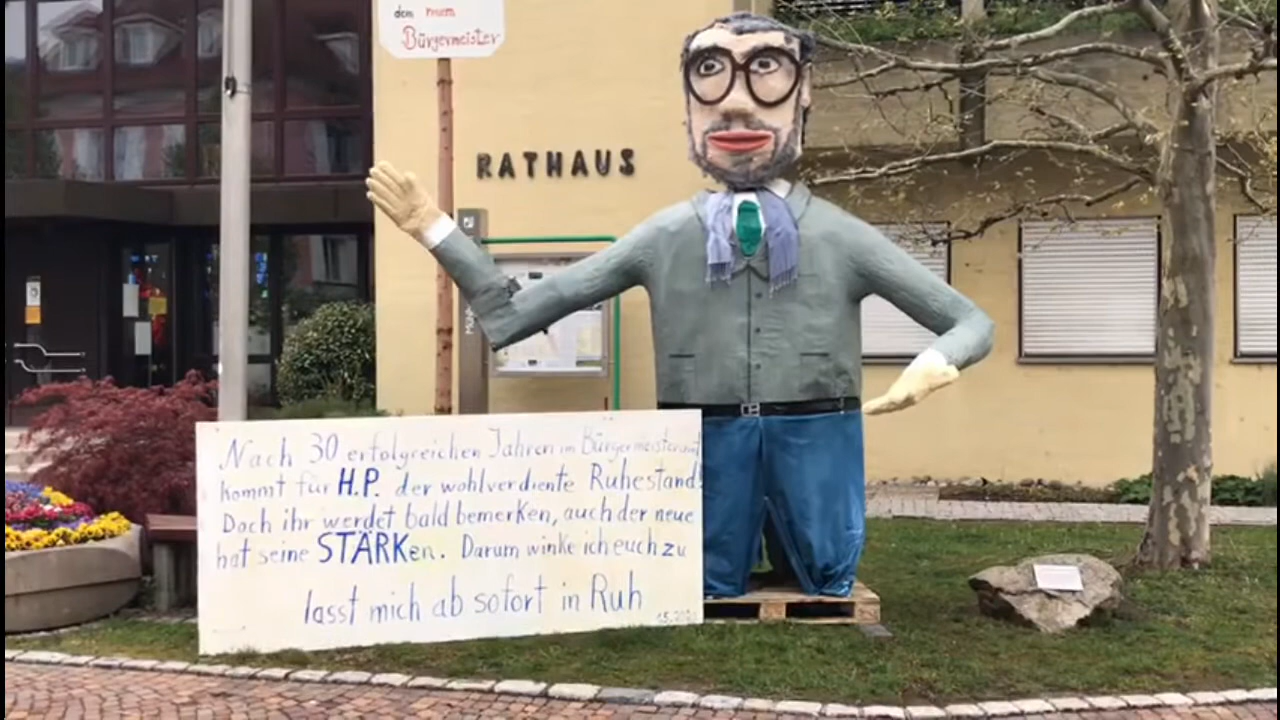 dem neuen
Bürgermeister
RATHAUS
Nach 30 erfolgreichen Jahren im Bürgermeisteramt
kommt für H.P. der wohlverdiente Ruhestand!
Doch ihr werdet bald bemerken, auch der neue
hat seine STÄRKen. Darum winke ich euch zu
lasst mich ab sofort in Ruh